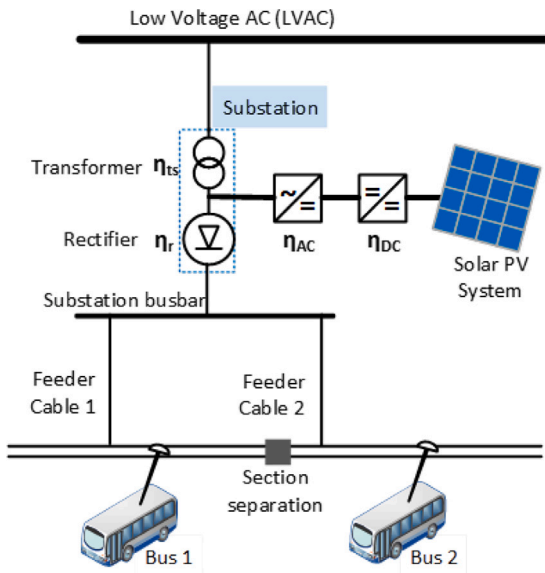 Low Voltage AC (LVAC)
Substation
Transformer ηts
Rectifier ηr
ηAC
ηDC
Solar PV
System
Substation busbar
Feeder
Cable 1
Feeder
Cable 2
Section
separation
Bus 1
Bus 2